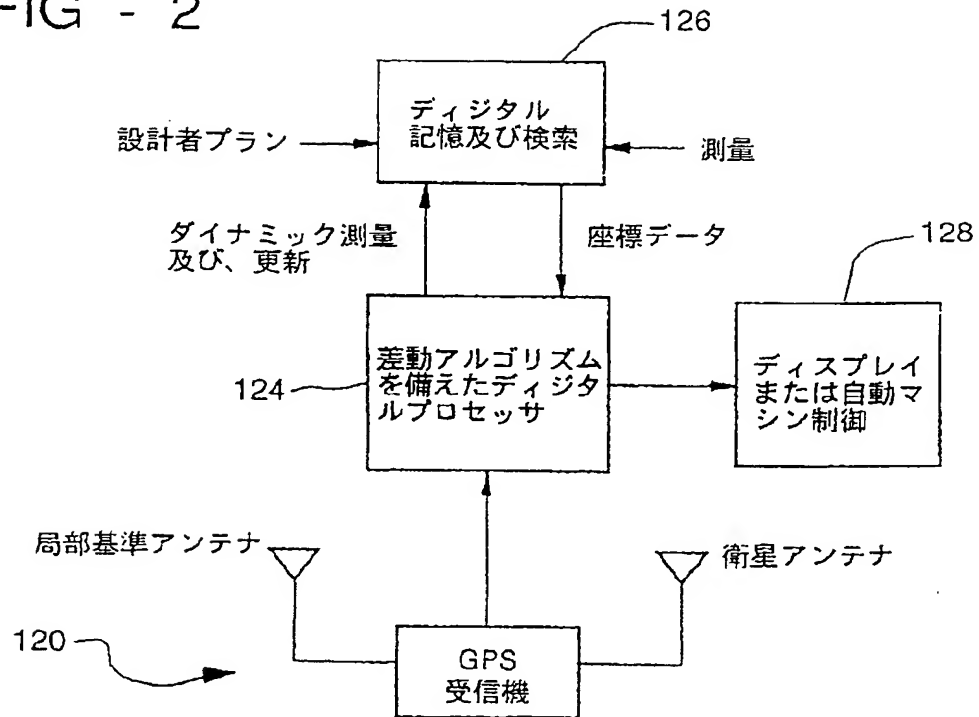 FIG - 2
126
ディジタル
記憶及び検索
設計者プラン
測量
ダイナミック測量
及び、更新
座標データ
128
差動アルゴリズム
を備えたディジタ
ルプロセッサ
124
ディスプレイ
または自動マ
シン制御
局部基準アンテナ
衛星アンテナ
120
GPS
受信機